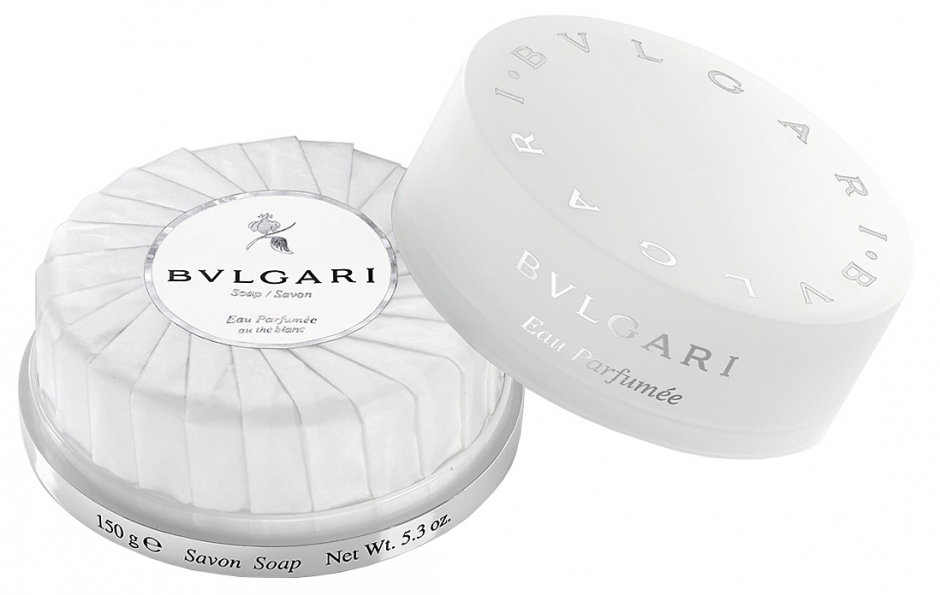 BVLGARI
Soap / Savon
Eau Parfumée
au thé blanc
150 g e Savon Soap Net Wt. 5.3 oz.
BVLGARI·BVLGARI·
BVLGARI
Eau Parfumée